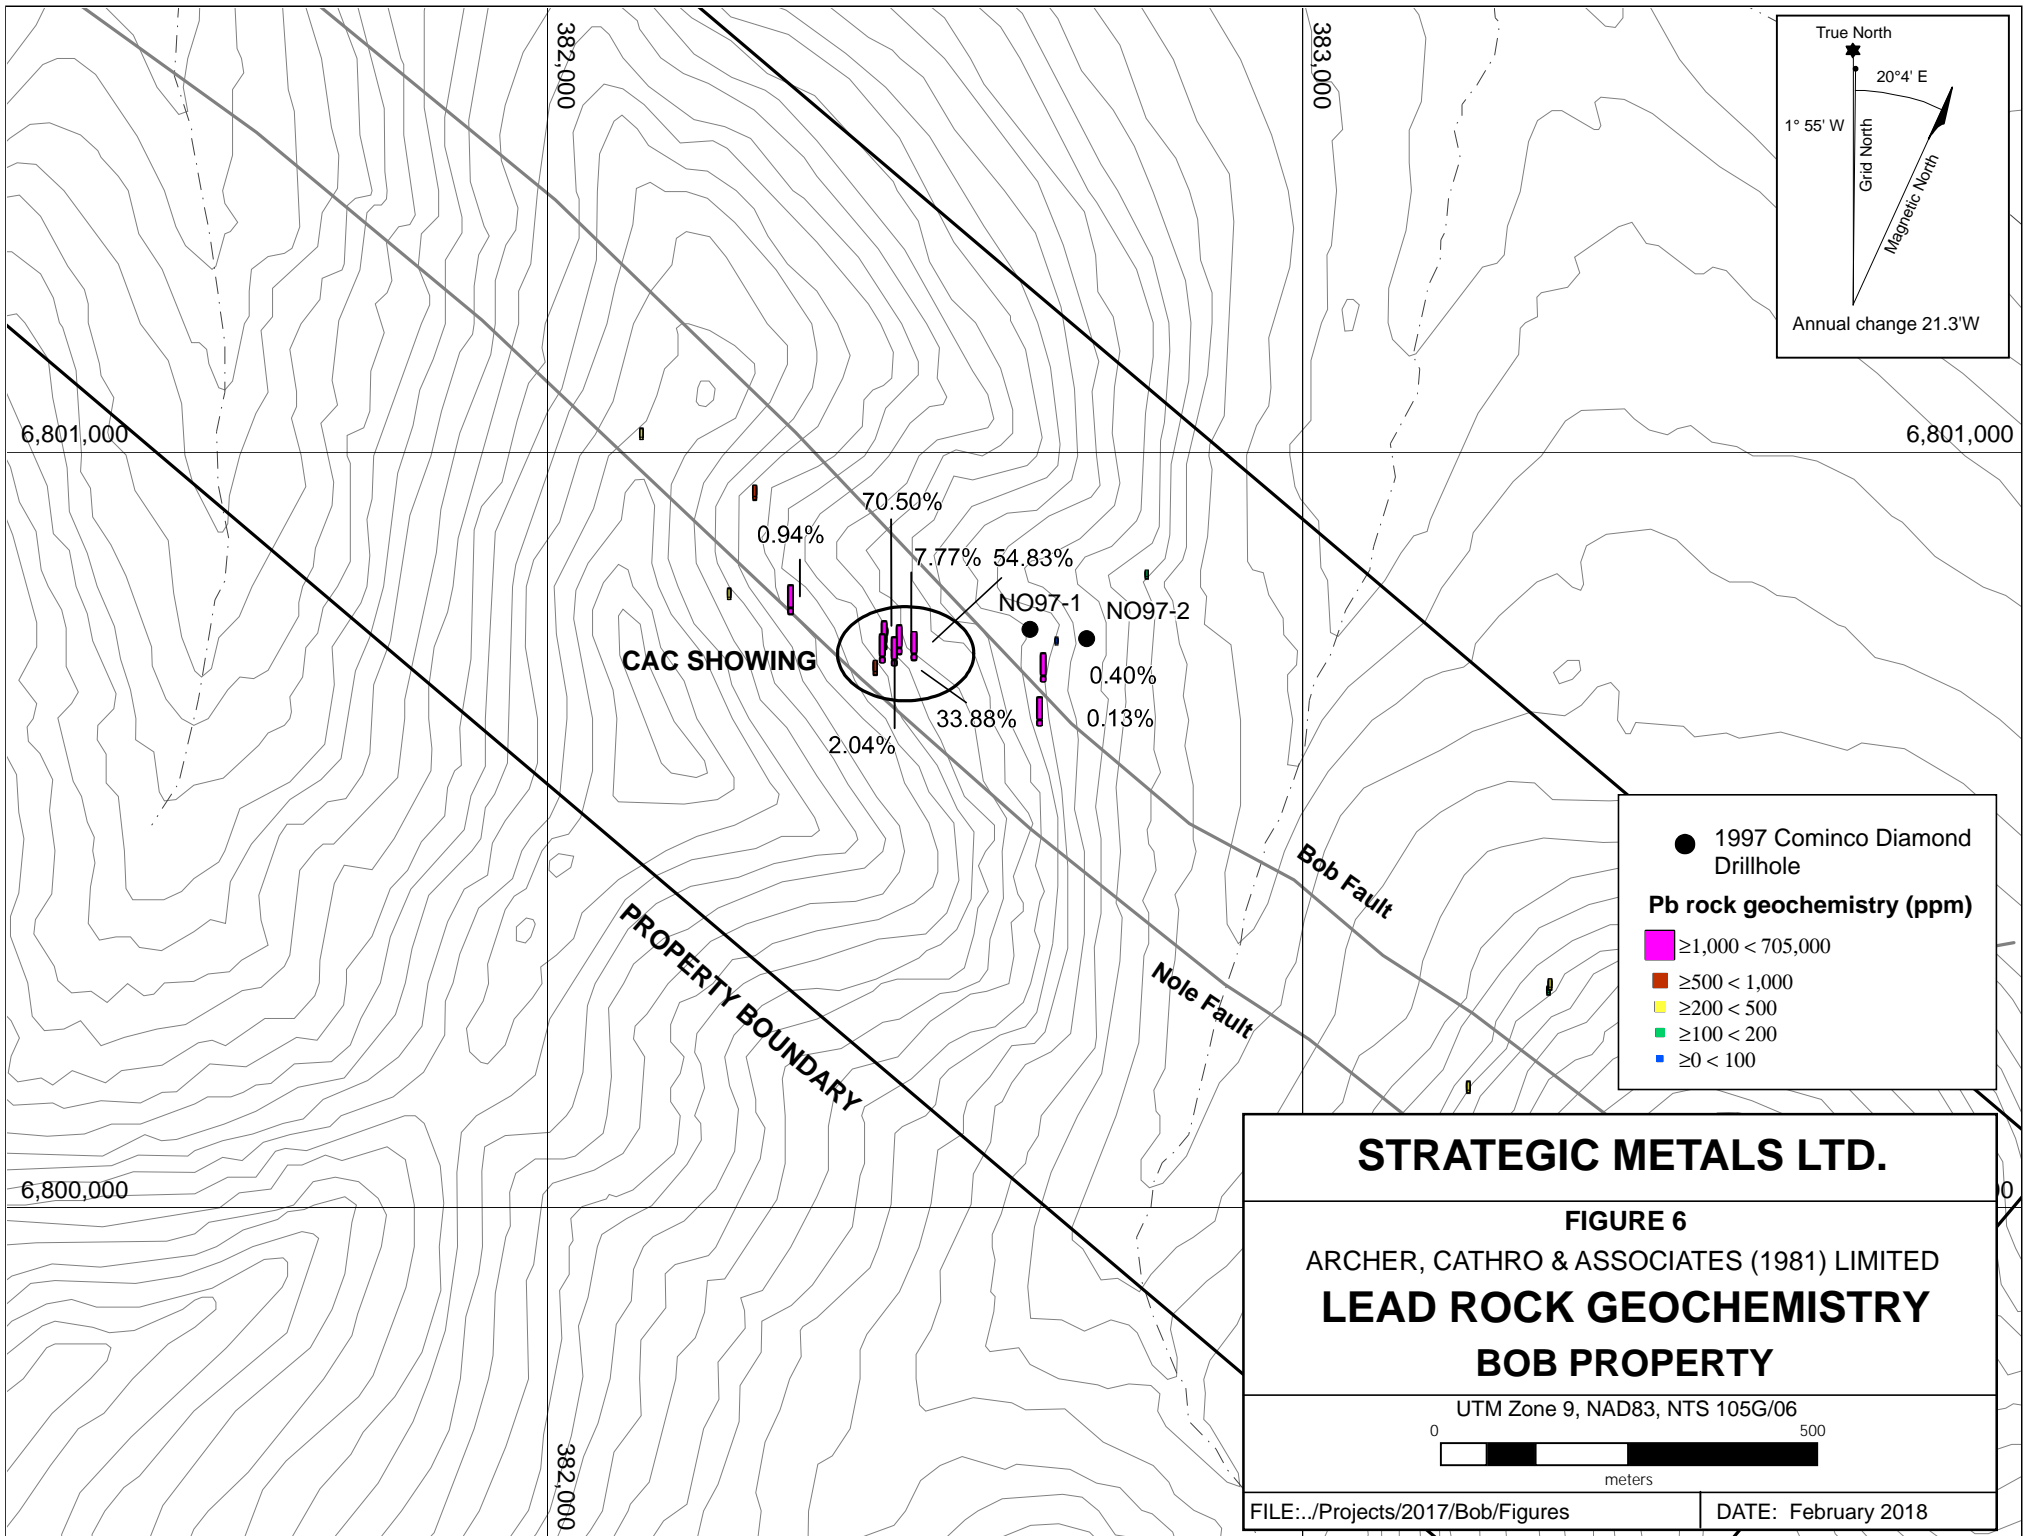 382,000
383,000
True North
20°4' E
1° 55' W
Grid North
Magnetic North
Annual change 21.3'W
6,801,000
6,801,000
70.50%
0.94%
7.77%
54.83%
NO97-1
NO97-2
CAC SHOWING
0.40%
33.88%
0.13%
2.04%
Bob Fault
Nole Fault
PROPERTY BOUNDARY
1997 Cominco Diamond
Drillhole
Pb rock geochemistry (ppm)
≥1,000 < 705,000
≥500 < 1,000
≥200 < 500
≥100 < 200
≥0 < 100
6,800,000
0
STRATEGIC METALS LTD.
FIGURE 6
ARCHER, CATHRO & ASSOCIATES (1981) LIMITED
LEAD ROCK GEOCHEMISTRY
BOB PROPERTY
UTM Zone 9, NAD83, NTS 105G/06
0
500
meters
382,000
FILE:../Projects/2017/Bob/Figures
DATE: February 2018